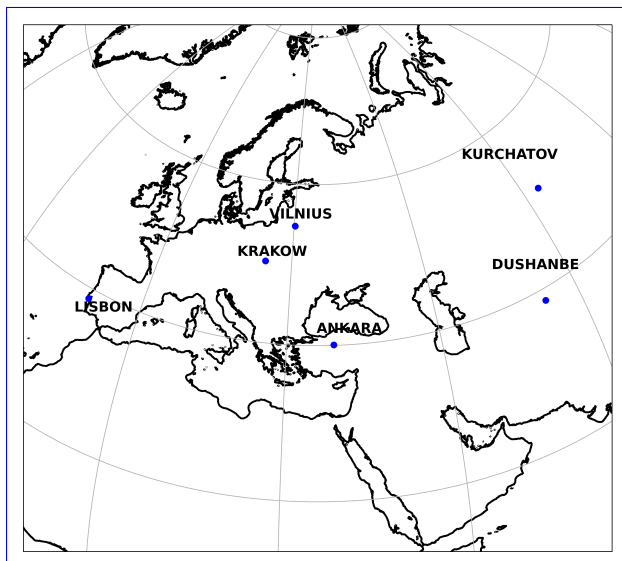 KURCHATOV
VILNIUS
KRAKOW
DUSHANBE
LISBON
ANKARA